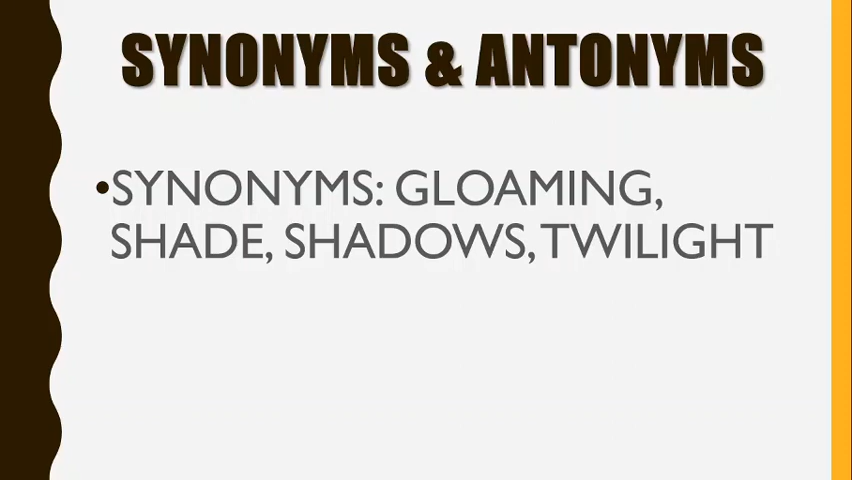 SYNONYMS & ANTONYMS
•SYNONYMS: GLOAMING,
SHADE, SHADOWS, TWILIGHT